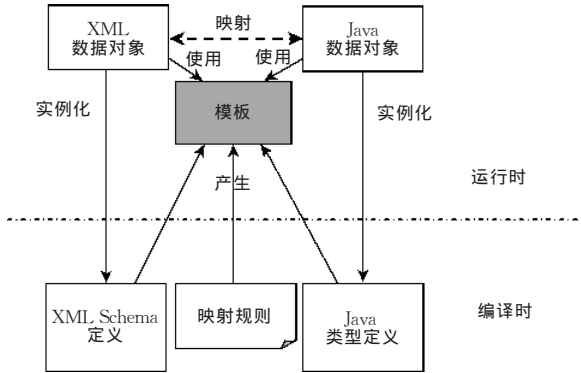 XML
数据对象
映射
Java
数据对象
使用
使用
实例化
模板
实例化
产生
运行时
XML Schema
定义
映射规则
Java
类型定义
编译时